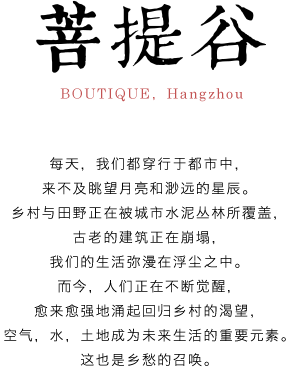 菩提谷
BOUTIQUE, Hangzhou
每天，我们都穿行于都市中，
来不及眺望月亮和渺远的星辰。
乡村与田野正在被城市水泥丛林所覆盖，
古老的建筑正在崩塌，
我们的生活弥漫在浮尘之中。
而今，人们正在不断觉醒，
愈来愈强地涌起回归乡村的渴望，
空气，水，土地成为未来生活的重要元素。
这也是乡愁的召唤。